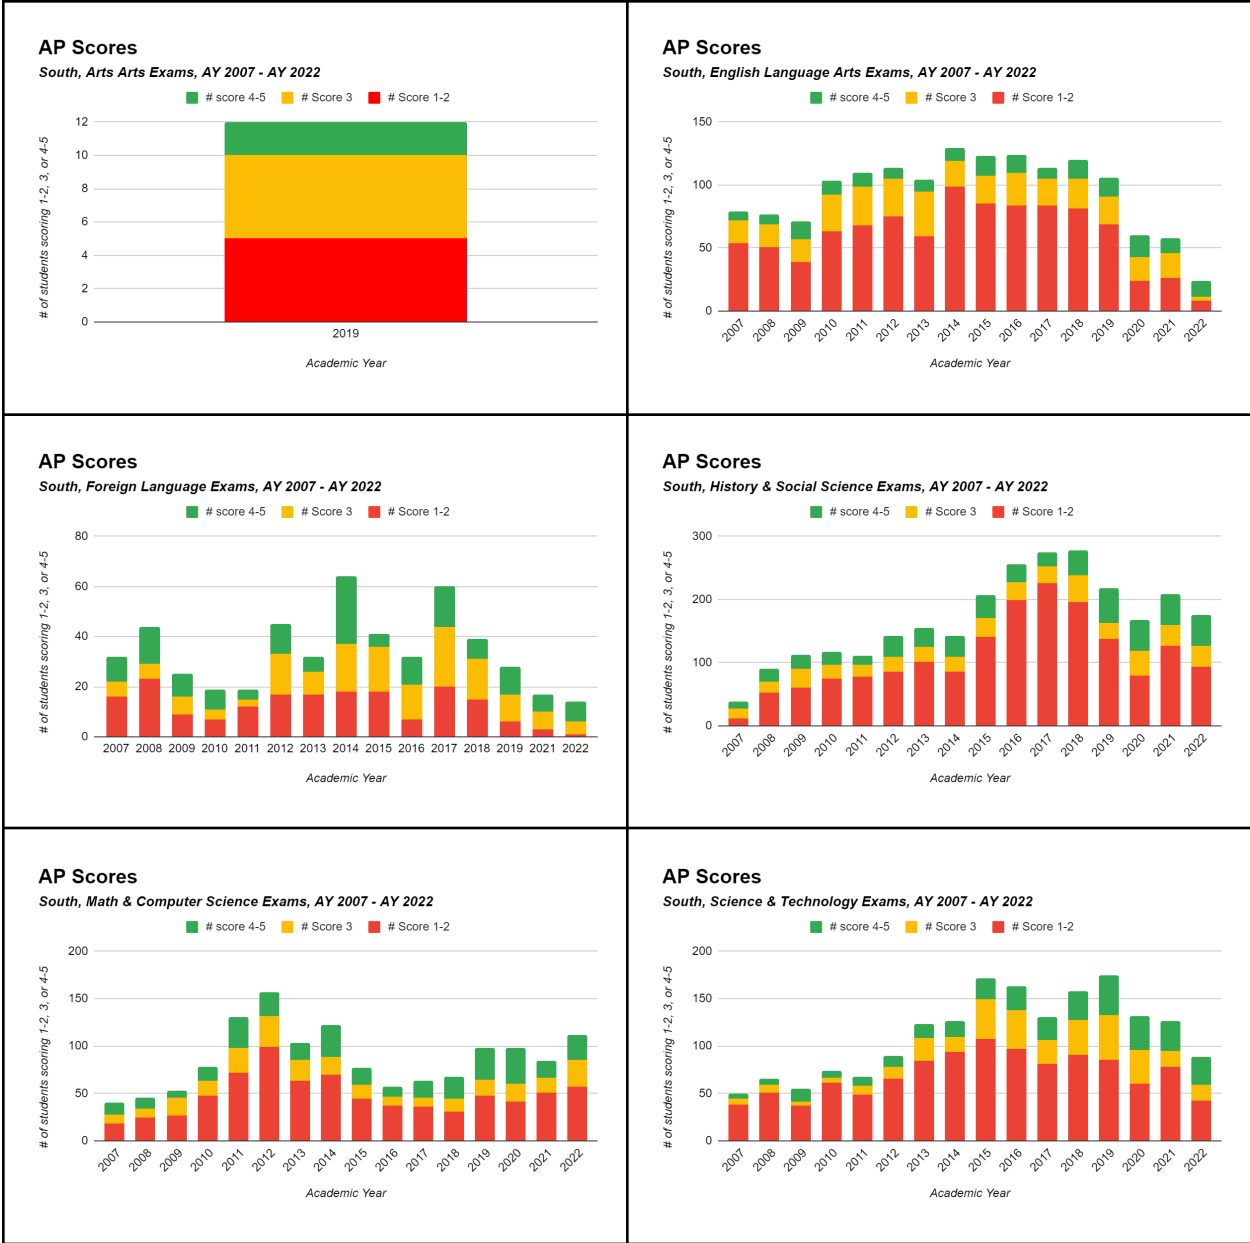 AP Scores
South, Arts Arts Exams, AY 2007 - AY 2022
# score 4-5 # Score 3 # Score 1-2
# of students scoring 1-2, 3, or 4-5
12
10
8
6
4
2
0
2019
Academic Year
AP Scores
South, English Language Arts Exams, AY 2007 - AY 2022
# score 4-5 # Score 3 # Score 1-2
# of students scoring 1-2, 3, or 4-5
150
100
50
0
2007 2008 2009 2010 2011 2012 2013 2014 2015 2016 2017 2018 2019 2020 2021 2022
Academic Year
AP Scores
South, Foreign Language Exams, AY 2007 - AY 2022
# score 4-5 # Score 3 # Score 1-2
# of students scoring 1-2, 3, or 4-5
80
60
40
20
0
2007 2008 2009 2010 2011 2012 2013 2014 2015 2016 2017 2018 2019 2021 2022
Academic Year
AP Scores
South, History & Social Science Exams, AY 2007 - AY 2022
# score 4-5 # Score 3 # Score 1-2
# of students scoring 1-2, 3, or 4-5
300
200
100
0
2007 2008 2009 2010 2011 2012 2013 2014 2015 2016 2017 2018 2019 2020 2021 2022
Academic Year
AP Scores
South, Math & Computer Science Exams, AY 2007 - AY 2022
# score 4-5 # Score 3 # Score 1-2
# of students scoring 1-2, 3, or 4-5
200
150
100
50
0
2007 2008 2009 2010 2011 2012 2013 2014 2015 2016 2017 2018 2019 2020 2021 2022
Academic Year
AP Scores
South, Science & Technology Exams, AY 2007 - AY 2022
# score 4-5 # Score 3 # Score 1-2
# of students scoring 1-2, 3, or 4-5
200
150
100
50
0
2007 2008 2009 2010 2011 2012 2013 2014 2015 2016 2017 2018 2019 2020 2021 2022
Academic Year